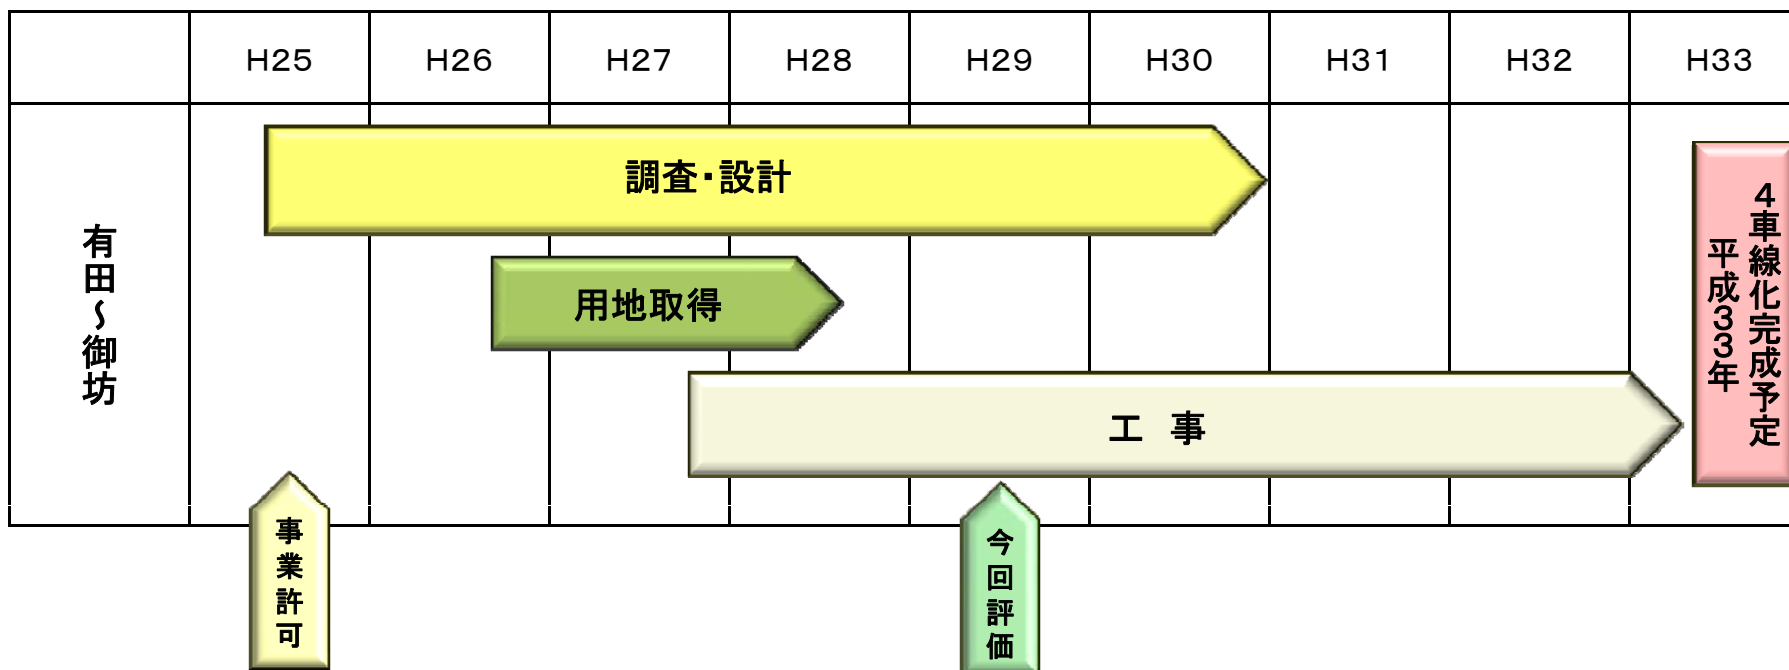 H25 H26 H27 H28 H29 H30 H31 H32 H33
有田～御坊
調査・設計
用地取得
工 事
４車線化完成予定
平成３３年
事業許可
今回評価